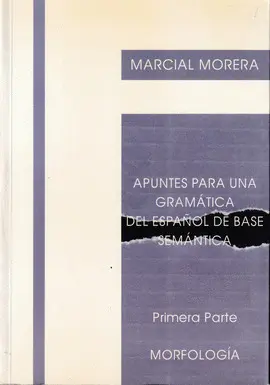 MARCIAL MORERA
APUNTES PARA UNA
GRAMÁTICA
DEL ESPAÑOL DE BASE
SEMÁNTICA
Primera Parte
MORFOLOGÍA